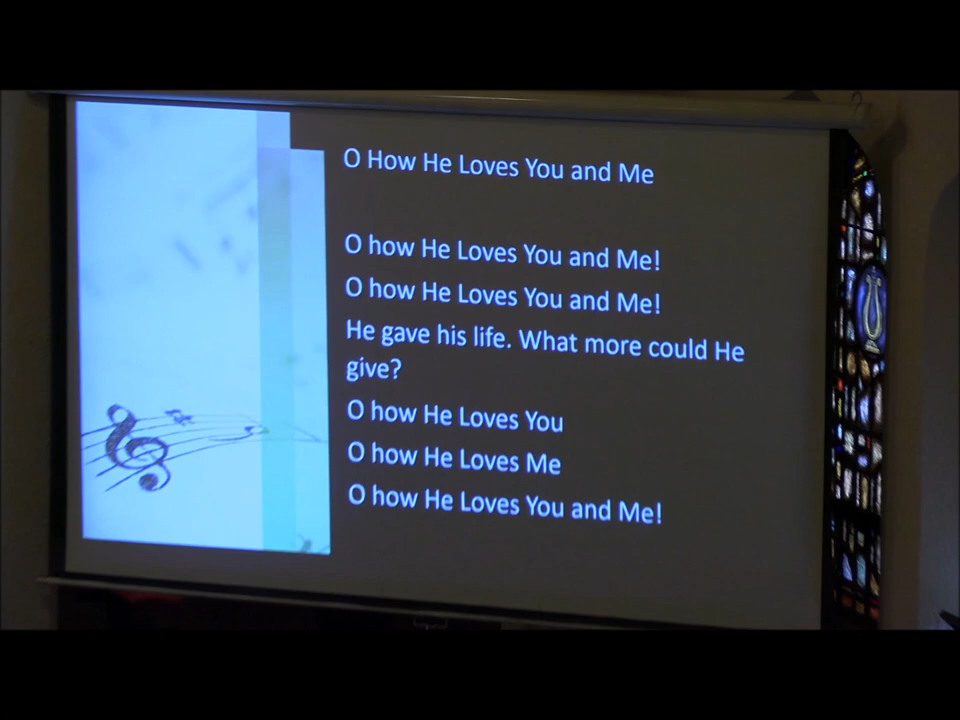 O How He Loves You and Me
O how He Loves You and Me!
O how He Loves You and Me!
He gave his life. What more could He
give?
O how He Loves You
O how He Loves Me
O how He Loves You and Me!